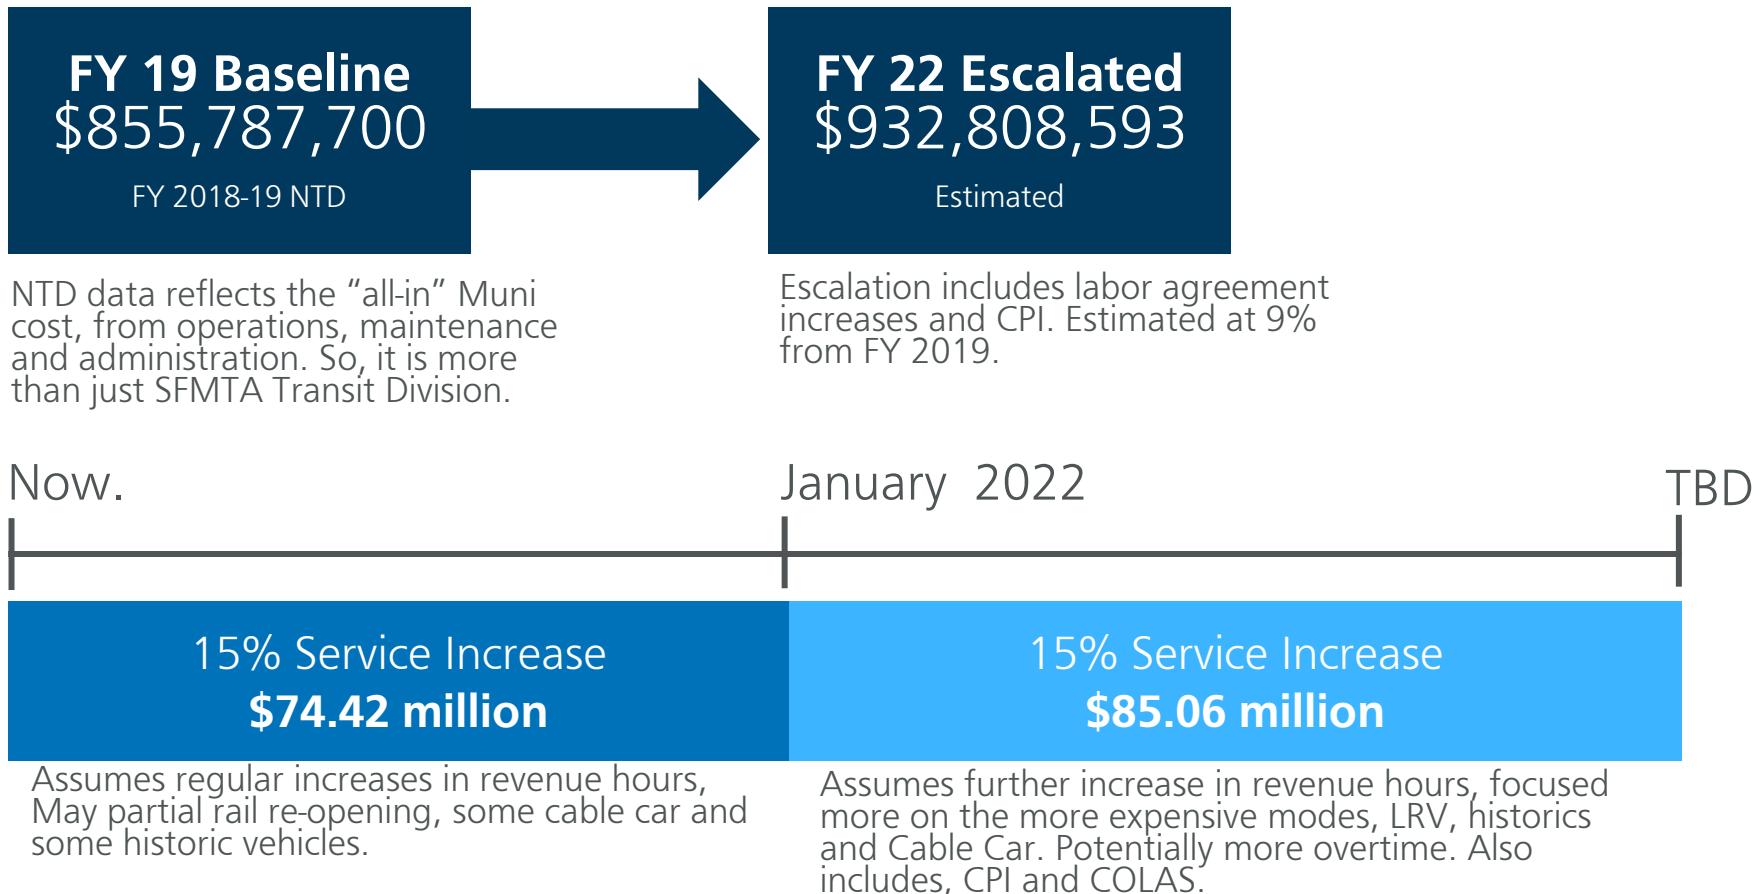 FY 19 Baseline
$855,787,700
FY 2018-19 NTD
FY 22 Escalated
$932,808,593
Estimated
NTD data reflects the “all-in” Muni
cost, from operations, maintenance
and administration. So, it is more
than just SFMTA Transit Division.
Escalation includes labor agreement
increases and CPI. Estimated at 9%
from FY 2019.
Now.
January 2022
TBD
15% Service Increase
$74.42 million
15% Service Increase
$85.06 million
Assumes regular increases in revenue hours,
May partial rail re-opening, some cable car and
some historic vehicles.
Assumes further increase in revenue hours, focused
more on the more expensive modes, LRV, historics
and Cable Car. Potentially more overtime. Also
includes, CPI and COLAS.